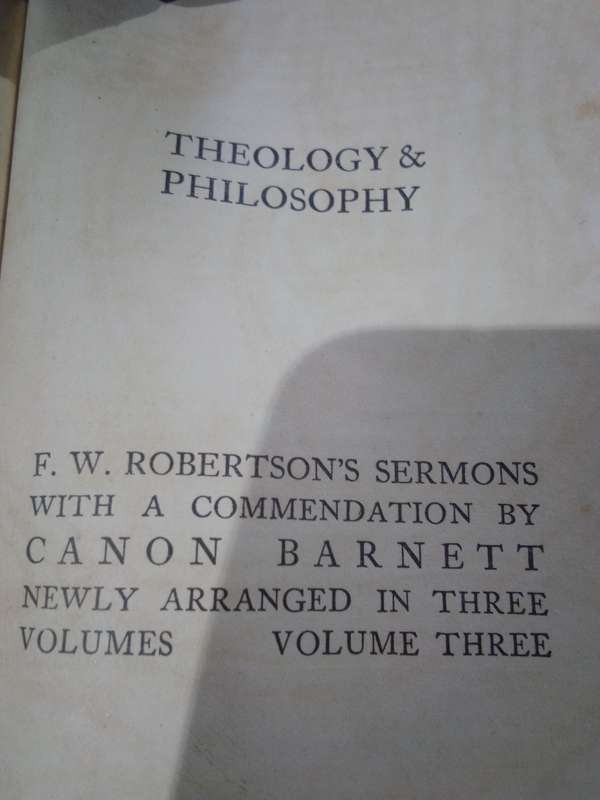 THEOLOGY &
PHILOSOPHY
F. W. ROBERTSON'S SERMONS
WITH A COMMENDATION BY
CANON BARNETT
NEWLY ARRANGED IN THREE
VOLUMES VOLUME THREE